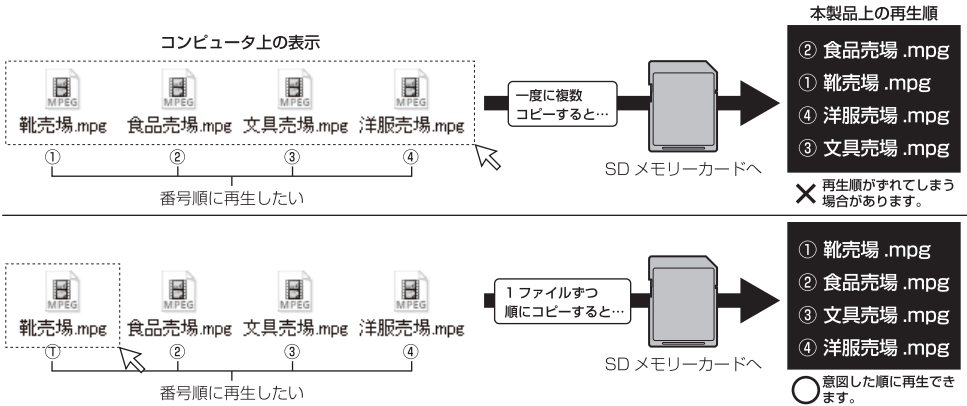 本製品上の再生順
コンピュータ上の表示
MPEG MPEG MPEG MPEG
靴売場.mpg 食品売場.mpg 文具売場.mpg 洋服売場.mpg
① ② ③ ④
番号順に再生したい
一度に複数
コピーすると…
SDメモリーカードへ
② 食品売場.mpg
① 靴売場.mpg
④ 洋服売場.mpg
③ 文具売場.mpg
再生順がずれてしまう
場合があります。
MPEG MPEG MPEG MPEG
靴売場.mpg 食品売場.mpg 文具売場.mpg 洋服売場.mpg
① ② ③ ④
番号順に再生したい
1ファイルずつ
順にコピーすると…
SDメモリーカードへ
① 靴売場.mpg
② 食品売場.mpg
③ 文具売場.mpg
④ 洋服売場.mpg
意図した順に再生でき
ます。